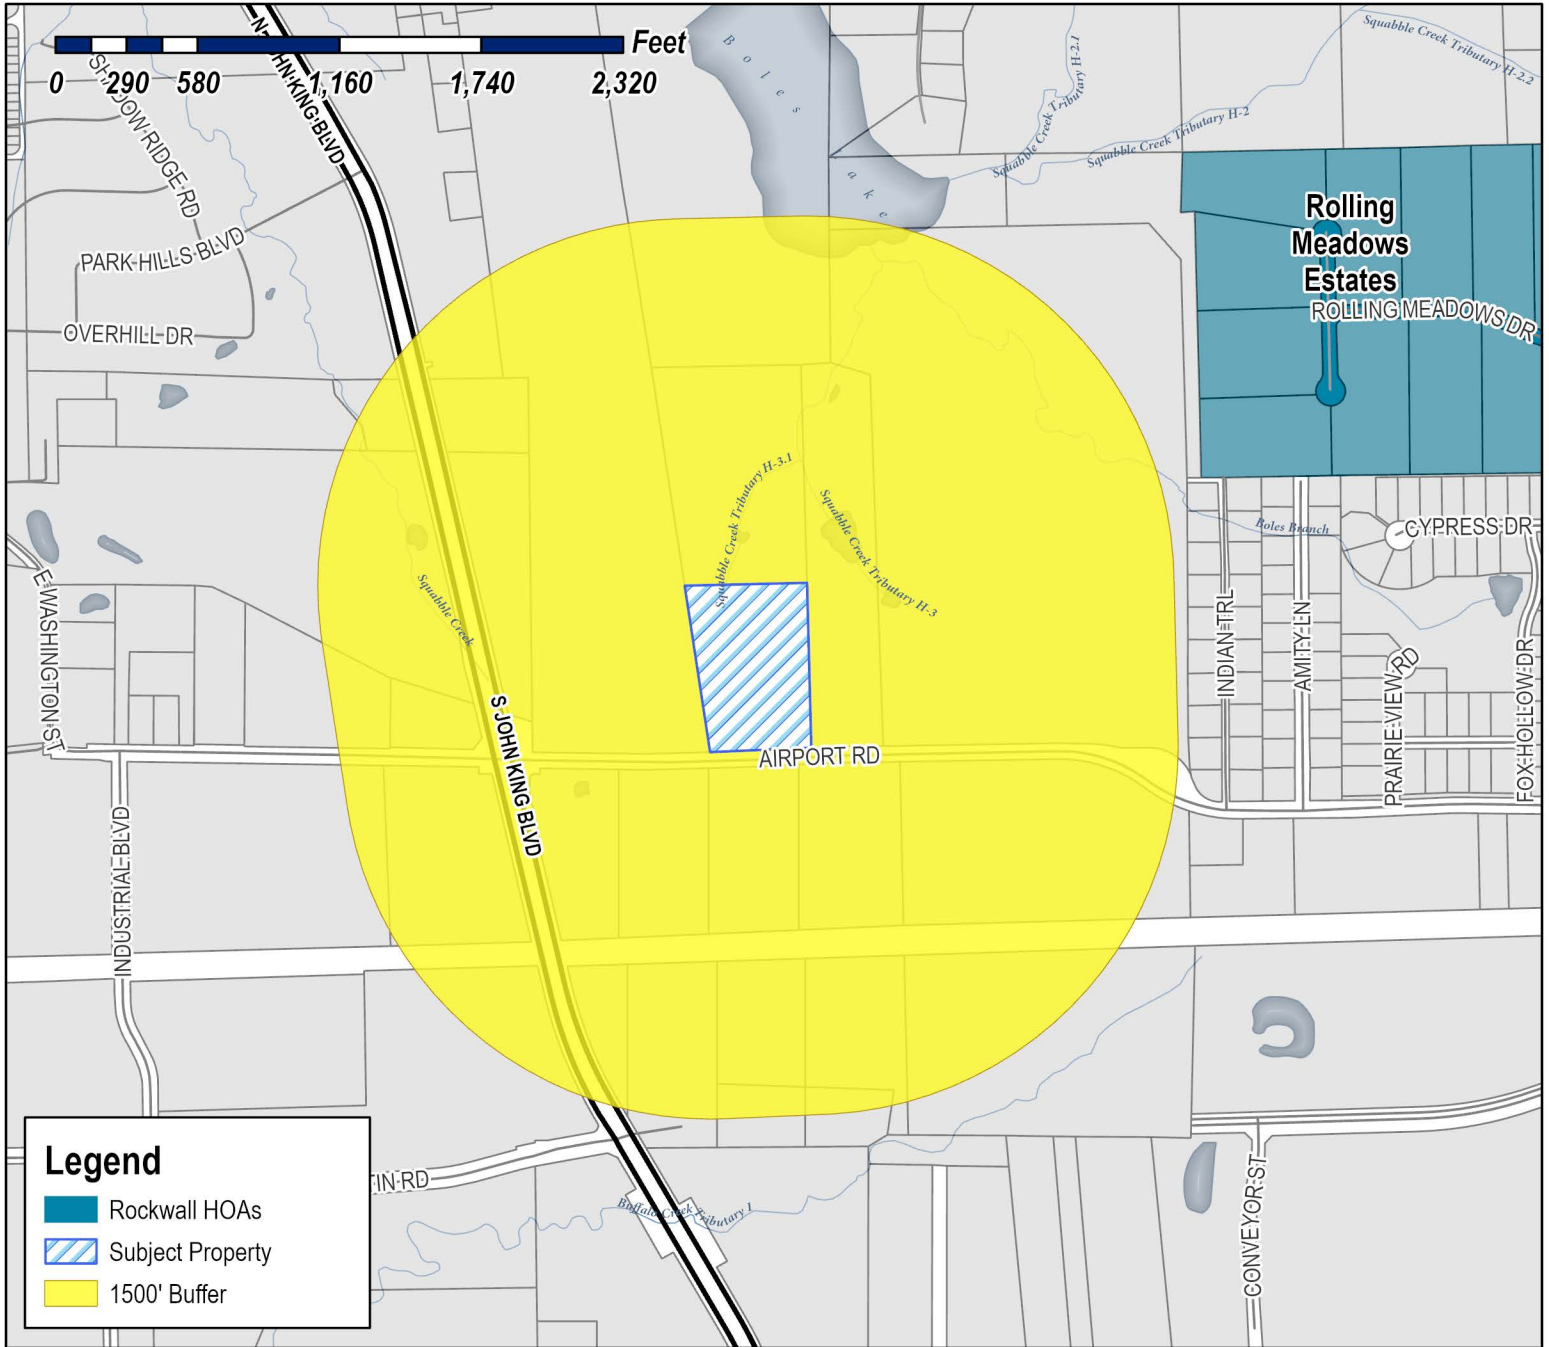 Feet
0 290 580 1,160 1,740 2,320
N JOHN KING BLVD
SHADOW RIDGE RD
PARK HILLS BLVD
OVERHILL DR
Boles
Lake
Squabble Creek Tributary H-2.1
Squabble Creek Tributary H-2
Squabble Creek Tributary H-2.2
Rolling
Meadows
Estates
ROLLING MEADOWS DR
Squabble Creek Tributary H-3.1
Squabble Creek Tributary H-3
Squabble Creek
Boles Branch
CYPRESS DR
E WASHINGTON ST
INDIAN TRL
AMITY LN
PRAIRIE VIEW RD
FOX HOLLOW DR
S JOHN KING BLVD
AIRPORT RD
INDUSTRIAL BLVD
TIN RD
Buffalo Creek Tributary 1
CONVEYOR ST
Legend
Rockwall HOAs
Subject Property
1500' Buffer